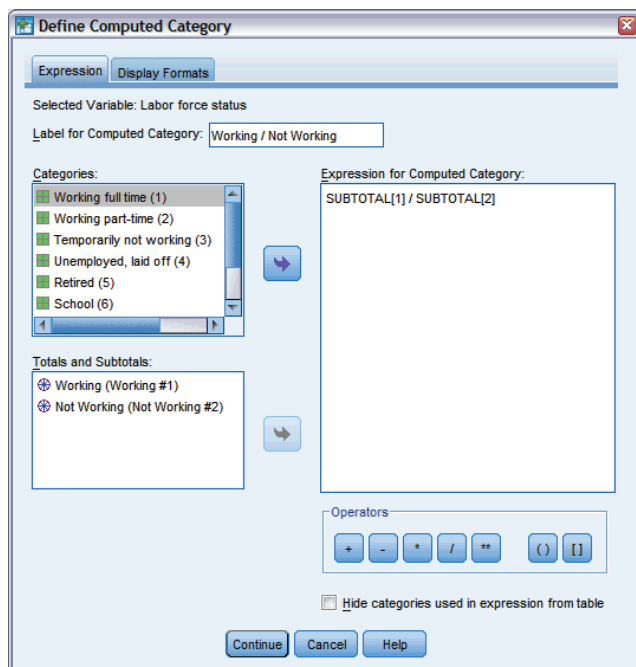 Define Computed Category
Expression
Display Formats
Selected Variable: Labor force status
Label for Computed Category: Working / Not Working
Categories:
Working full time (1)
Working part-time (2)
Temporarily not working (3)
Unemployed, laid off (4)
Retired (5)
School (6)
Totals and Subtotals:
Working (Working #1)
Not Working (Not Working #2)
Expression for Computed Category:
SUBTOTAL[1] / SUBTOTAL[2]
Operators
+ - * / ** ( ) [ ]
Hide categories used in expression from table
Continue Cancel Help